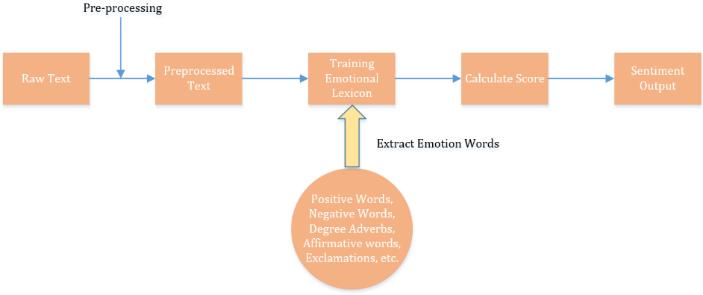 Pre-processing
Raw Text
Preprocessed
Text
Training
Emotional
Lexicon
Calculate Score
Sentiment
Output
Extract Emotion Words
Positive Words,
Negative Words,
Degree Adverbs,
Affirmative words,
Exclamations, etc.